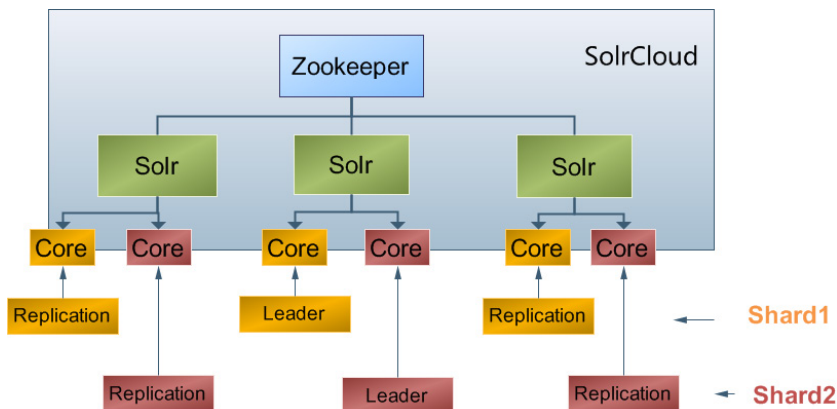 Zookeeper
SolrCloud
Solr
Solr
Solr
Core
Core
Core
Core
Core
Core
Replication
Leader
Replication
Shard1
Replication
Leader
Replication
Shard2